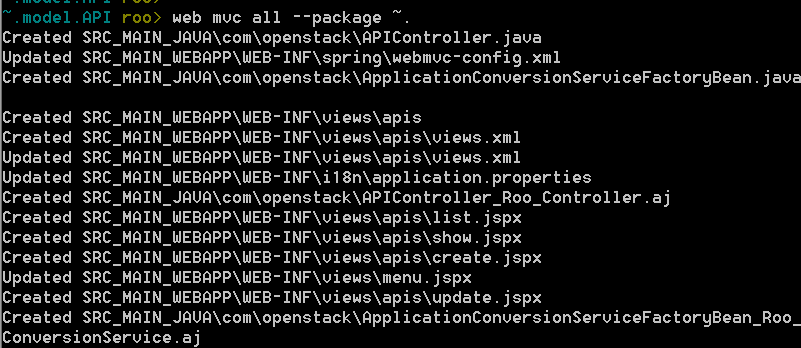 ~.model.API roo> web mvc all --package ~.
Created SRC_MAIN_JAVA\com\openstack\APIController.java
Updated SRC_MAIN_WEBAPP\WEB-INF\spring\webmvc-config.xml
Created SRC_MAIN_JAVA\com\openstack\ApplicationConversionServiceFactoryBean.java
Created SRC_MAIN_WEBAPP\WEB-INF\views\apis
Created SRC_MAIN_WEBAPP\WEB-INF\views\apis\views.xml
Updated SRC_MAIN_WEBAPP\WEB-INF\views\apis\views.xml
Updated SRC_MAIN_WEBAPP\WEB-INF\i18n\application.properties
Created SRC_MAIN_JAVA\com\openstack\APIController_Roo_Controller.aj
Created SRC_MAIN_WEBAPP\WEB-INF\views\apis\list.jspx
Created SRC_MAIN_WEBAPP\WEB-INF\views\apis\show.jspx
Created SRC_MAIN_WEBAPP\WEB-INF\views\apis\create.jspx
Updated SRC_MAIN_WEBAPP\WEB-INF\views\menu.jspx
Created SRC_MAIN_WEBAPP\WEB-INF\views\apis\update.jspx
Created SRC_MAIN_JAVA\com\openstack\ApplicationConversionServiceFactoryBean_Roo_
ConversionService.aj